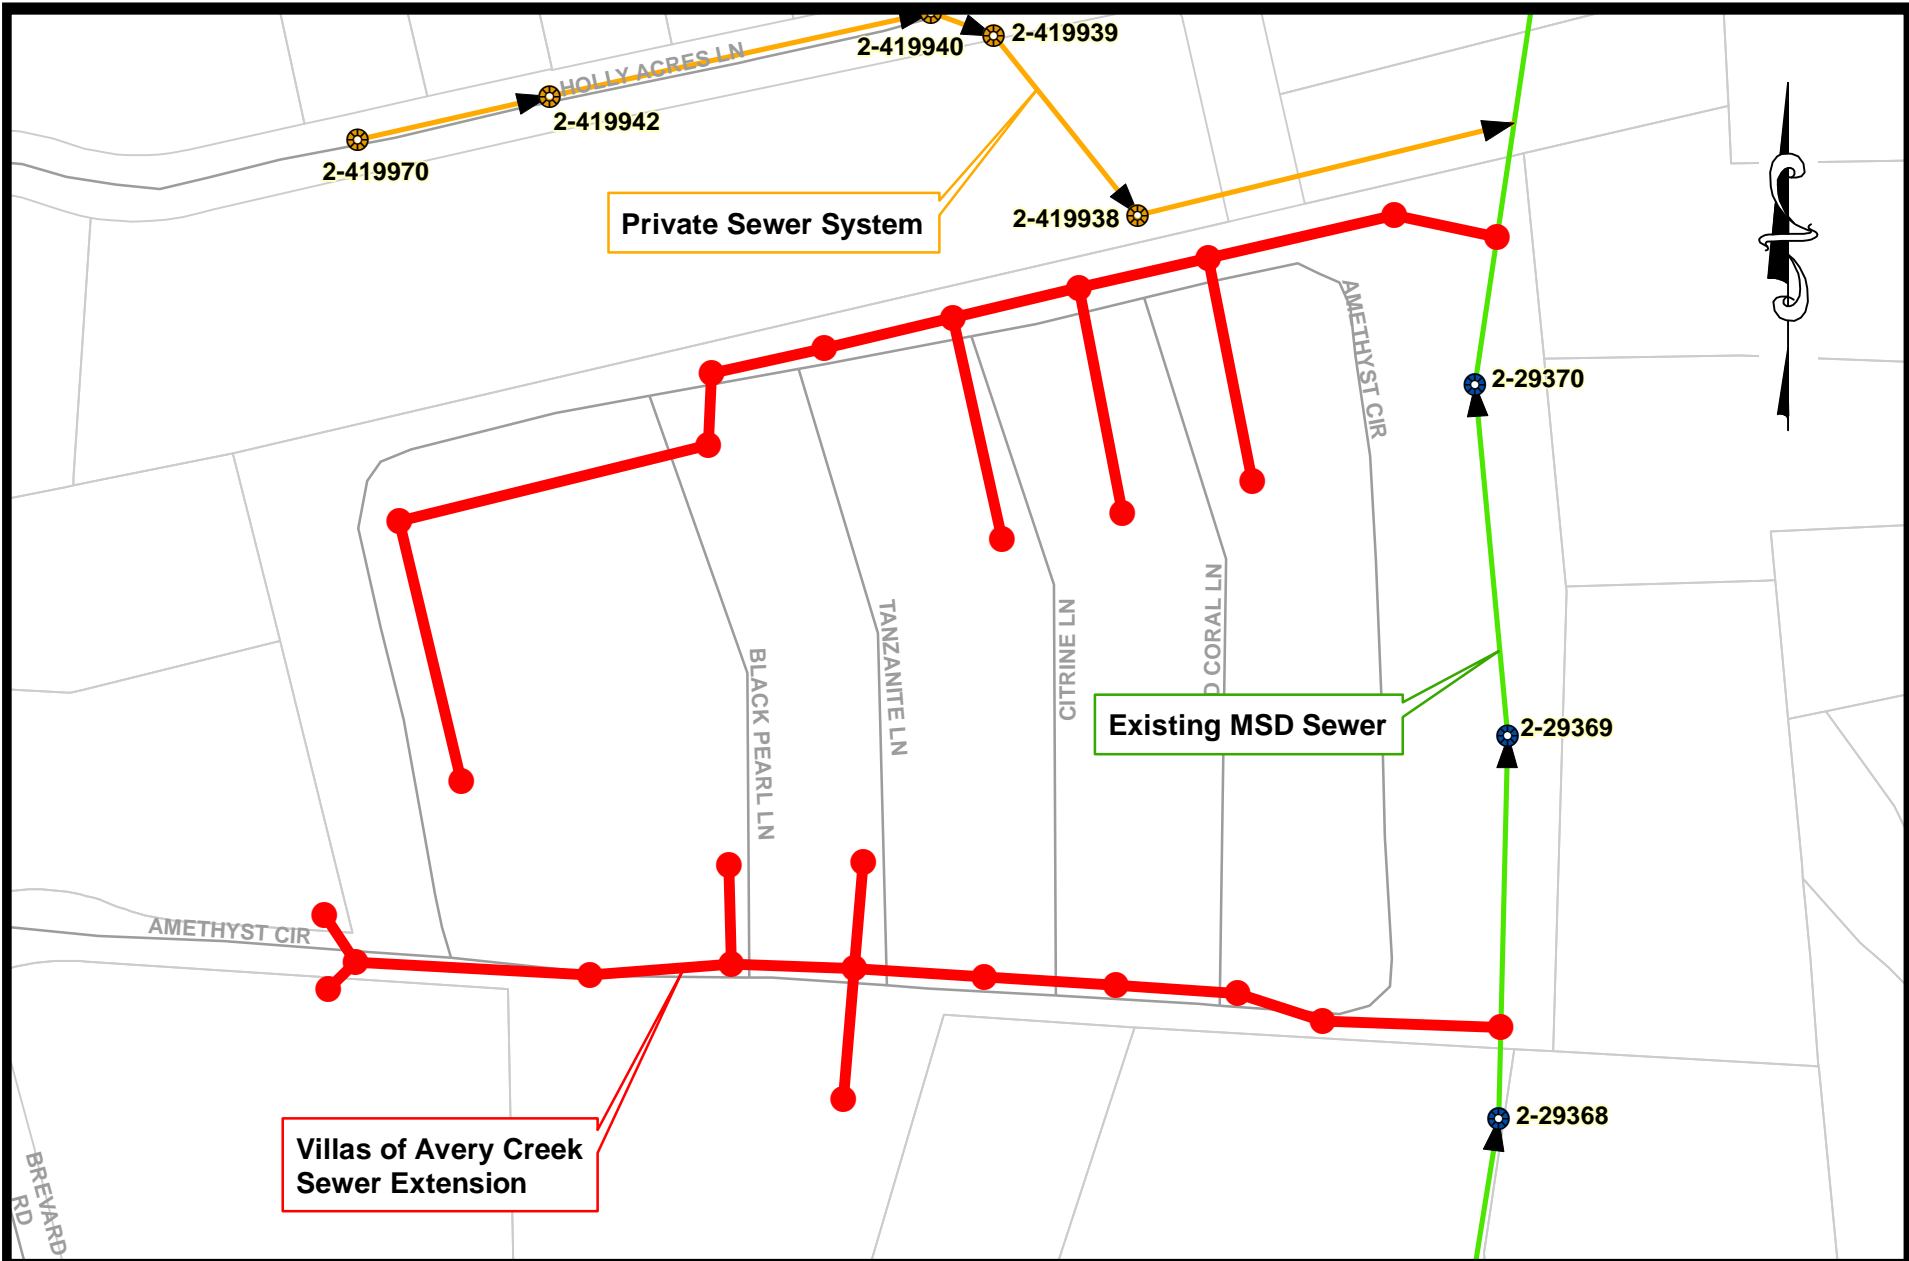 2-419940
2-419939
HOLLY ACRES LN
2-419942
2-419970
Private Sewer System
2-419938
AMETHYST CIR
2-29370
D CORAL LN
CITRINE LN
TANZANITE LN
BLACK PEARL LN
Existing MSD Sewer
2-29369
AMETHYST CIR
2-29368
Villas of Avery Creek
Sewer Extension
BREVARD
RD